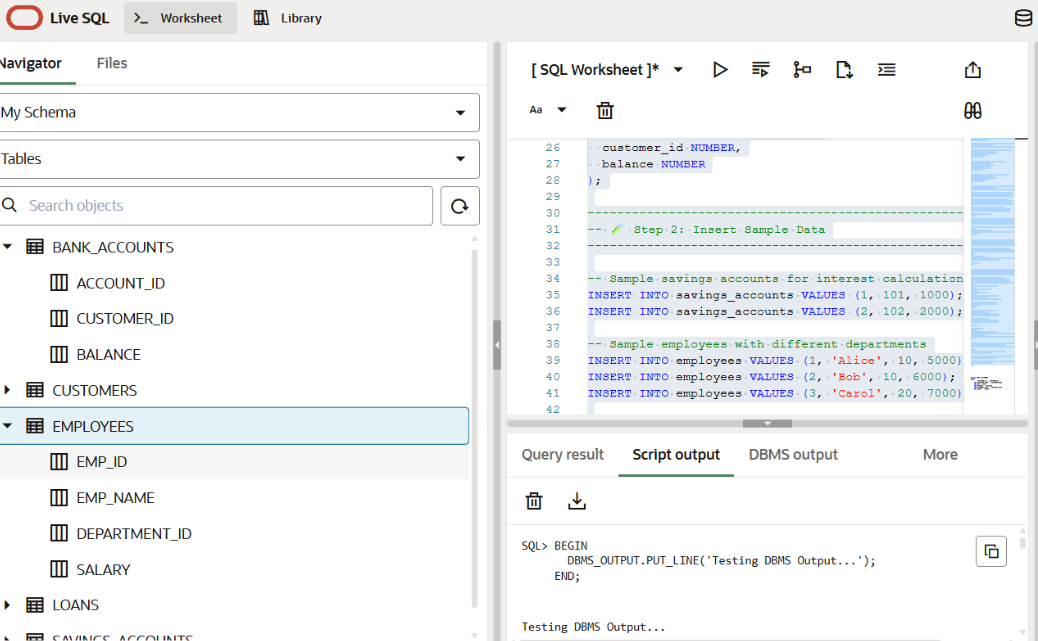 Live SQL
>_ Worksheet
Library
Navigator
Files
My Schema
Tables
Search objects
BANK_ACCOUNTS
ACCOUNT_ID
CUSTOMER_ID
BALANCE
CUSTOMERS
EMPLOYEES
EMP_ID
EMP_NAME
DEPARTMENT_ID
SALARY
LOANS
SAVINGS_ACCOUNTS
[ SQL Worksheet ]*
Aa
26 customer_id NUMBER,
27 balance NUMBER
28 );
29
30 --------------------------------------------------------
31 -- Step 2: Insert Sample Data
32 --------------------------------------------------------
33
34 -- Sample savings accounts for interest calculation
35 INSERT INTO savings_accounts VALUES (1, 101, 1000);
36 INSERT INTO savings_accounts VALUES (2, 102, 2000);
37
38 -- Sample employees with different departments
39 INSERT INTO employees VALUES (1, 'Alice', 10, 5000)
40 INSERT INTO employees VALUES (2, 'Bob', 10, 6000);
41 INSERT INTO employees VALUES (3, 'Carol', 20, 7000)
42
Query result
Script output
DBMS output
More
SQL> BEGIN
DBMS_OUTPUT.PUT_LINE('Testing DBMS Output...');
END;
Testing DBMS Output...